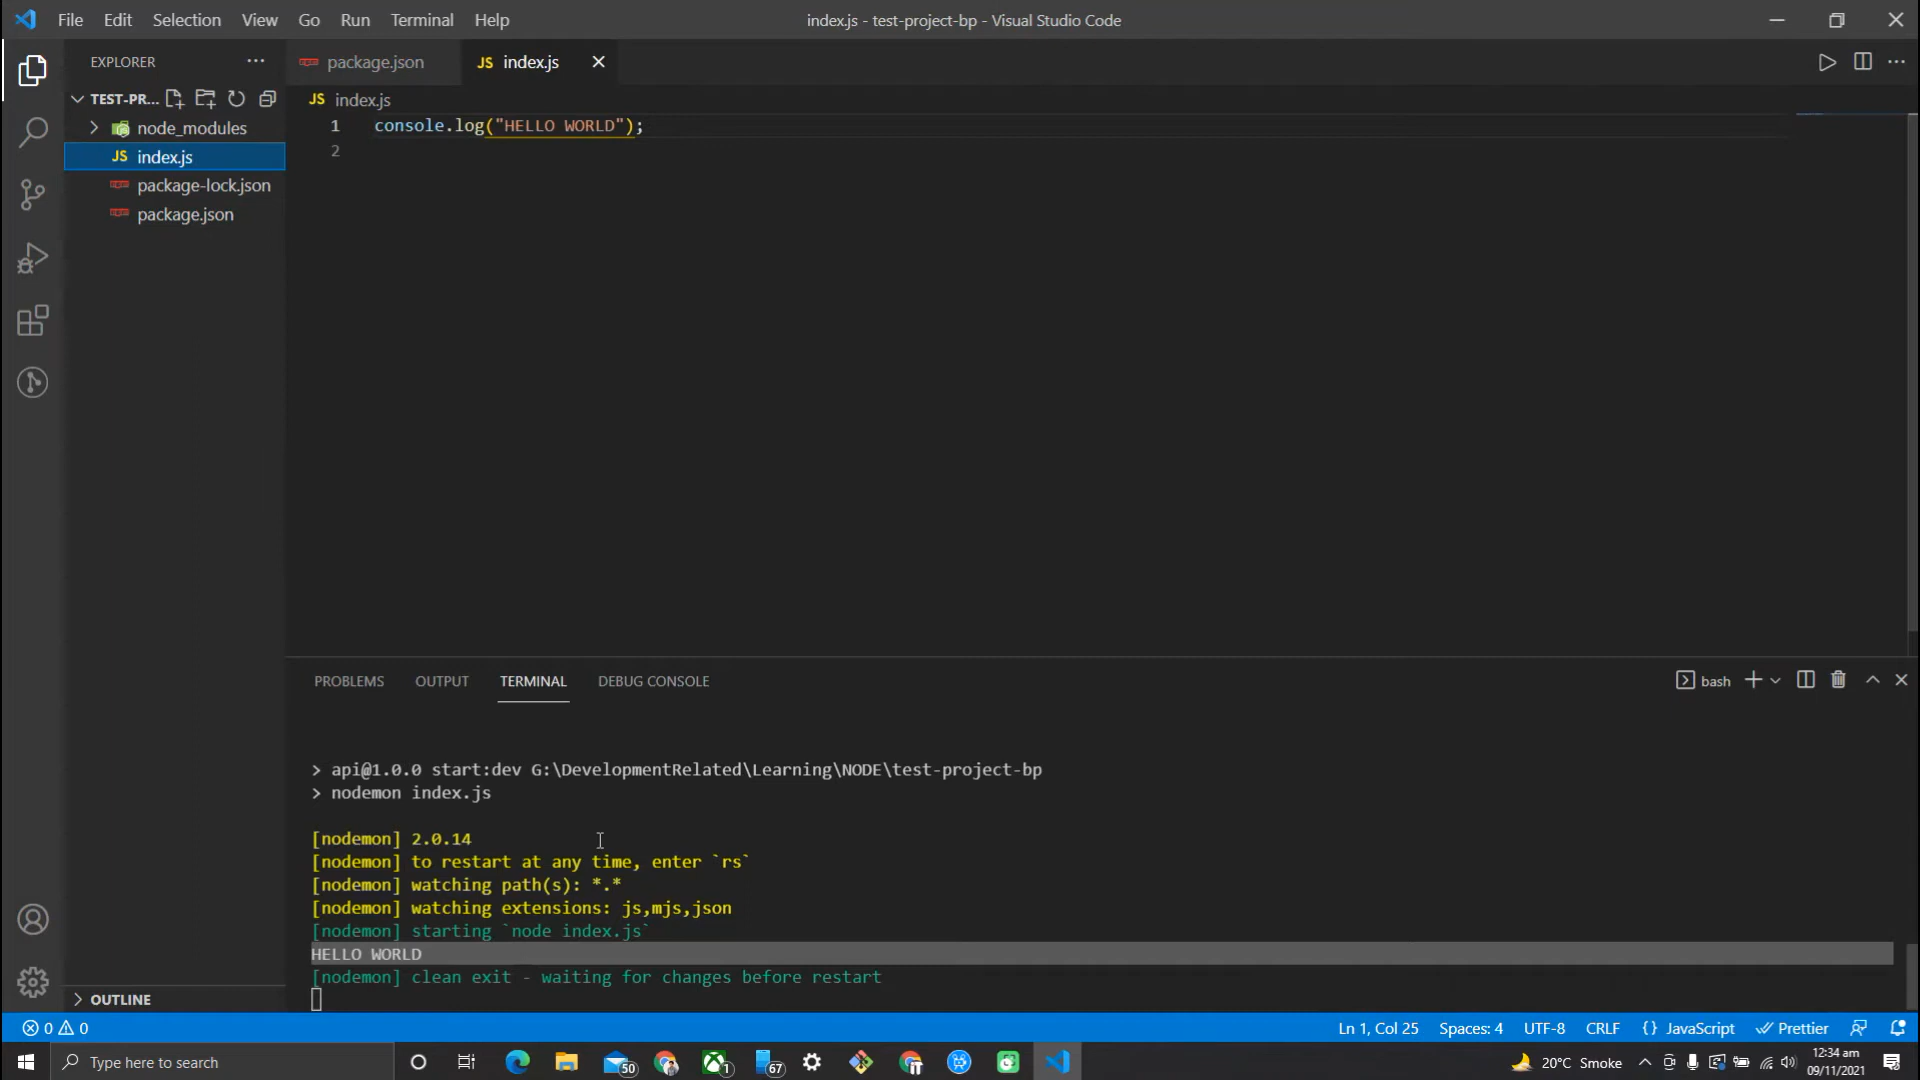 File Edit Selection View Go Run Terminal Help
index.js - test-project-bp - Visual Studio Code
EXPLORER
package.json
JS index.js
TEST-PR...
JS index.js
node_modules
JS index.js
package-lock.json
package.json
1 console.log("HELLO WORLD");
2
PROBLEMS OUTPUT TERMINAL DEBUG CONSOLE
bash
> api@1.0.0 start:dev G:\DevelopmentRelated\Learning\NODE\test-project-bp
> nodemon index.js
[nodemon] 2.0.14
[nodemon] to restart at any time, enter `rs`
[nodemon] watching path(s): *.*
[nodemon] watching extensions: js,mjs,json
[nodemon] starting `node index.js`
HELLO WORLD
[nodemon] clean exit - waiting for changes before restart
OUTLINE
0 0
Ln 1, Col 25 Spaces: 4 UTF-8 CRLF {} JavaScript Prettier
Type here to search
50
1
67
20°C Smoke
12:34 am
09/11/2021